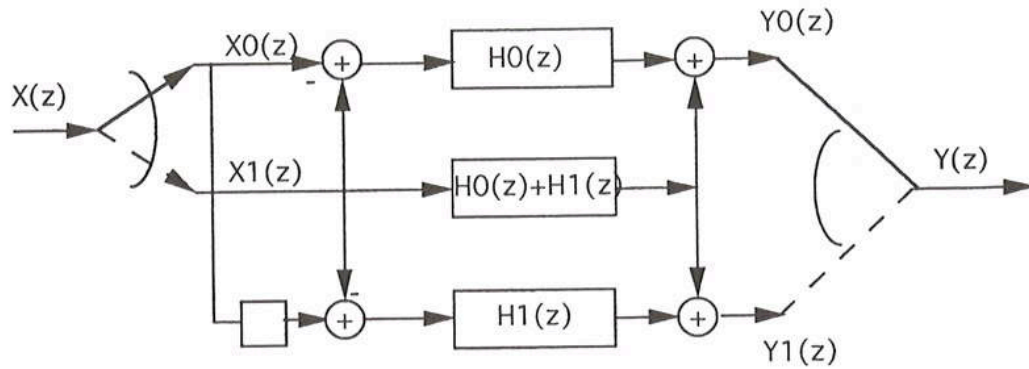 X(z)
X0(z)
X1(z)
-
+
H0(z)
+
Y0(z)
H0(z)+H1(z)
Y(z)
-
+
H1(z)
+
Y1(z)